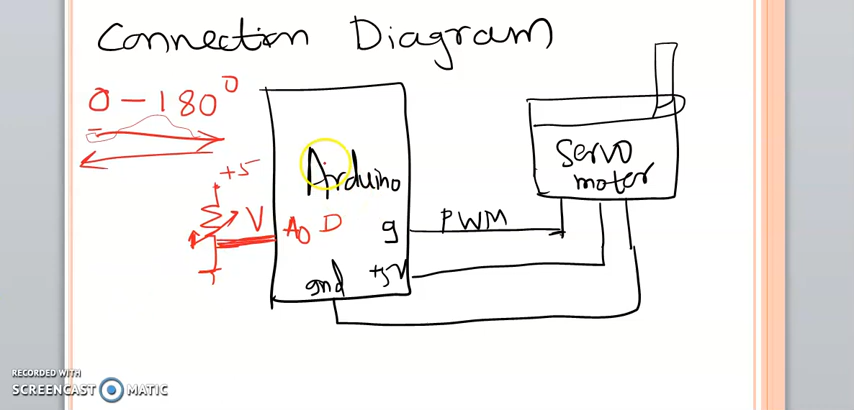 Connection Diagram
0 - 180°
+5
V
Arduino
A0 D
9
gnd
+5V
PWM
Servo
motor
RECORDED WITH
SCREENCAST MATIC